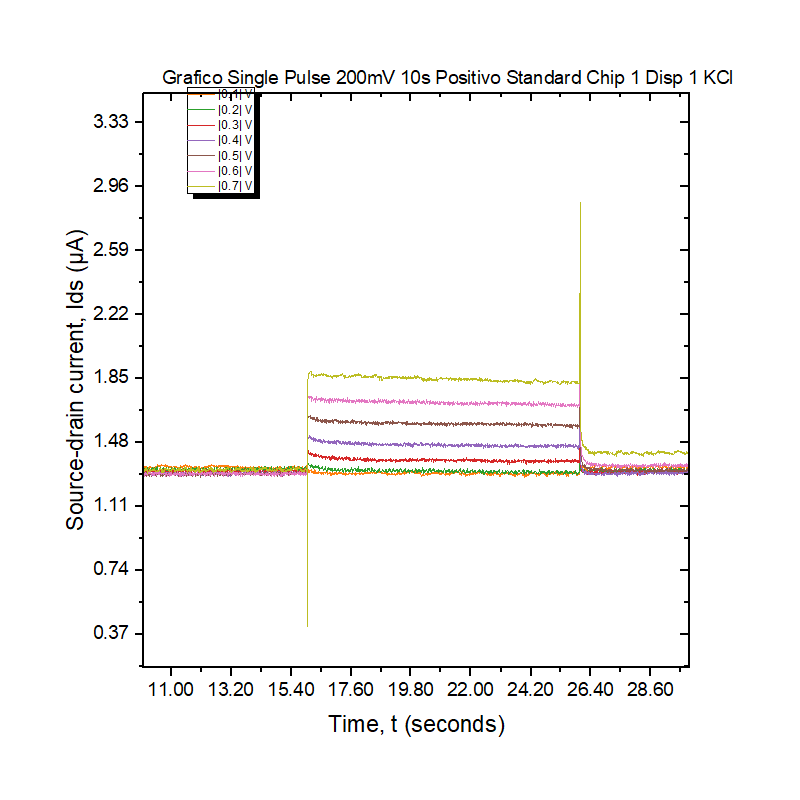 Grafico Single Pulse 200mV 10s Positivo Standard Chip 1 Disp 1 KCl
|0.1| V
|0.2| V
|0.3| V
|0.4| V
|0.5| V
|0.6| V
|0.7| V
3.33
2.96
2.59
2.22
1.85
1.48
1.11
0.74
0.37
Source-drain current, Ids (µA)
11.00 13.20 15.40 17.60 19.80 22.00 24.20 26.40 28.60
Time, t (seconds)